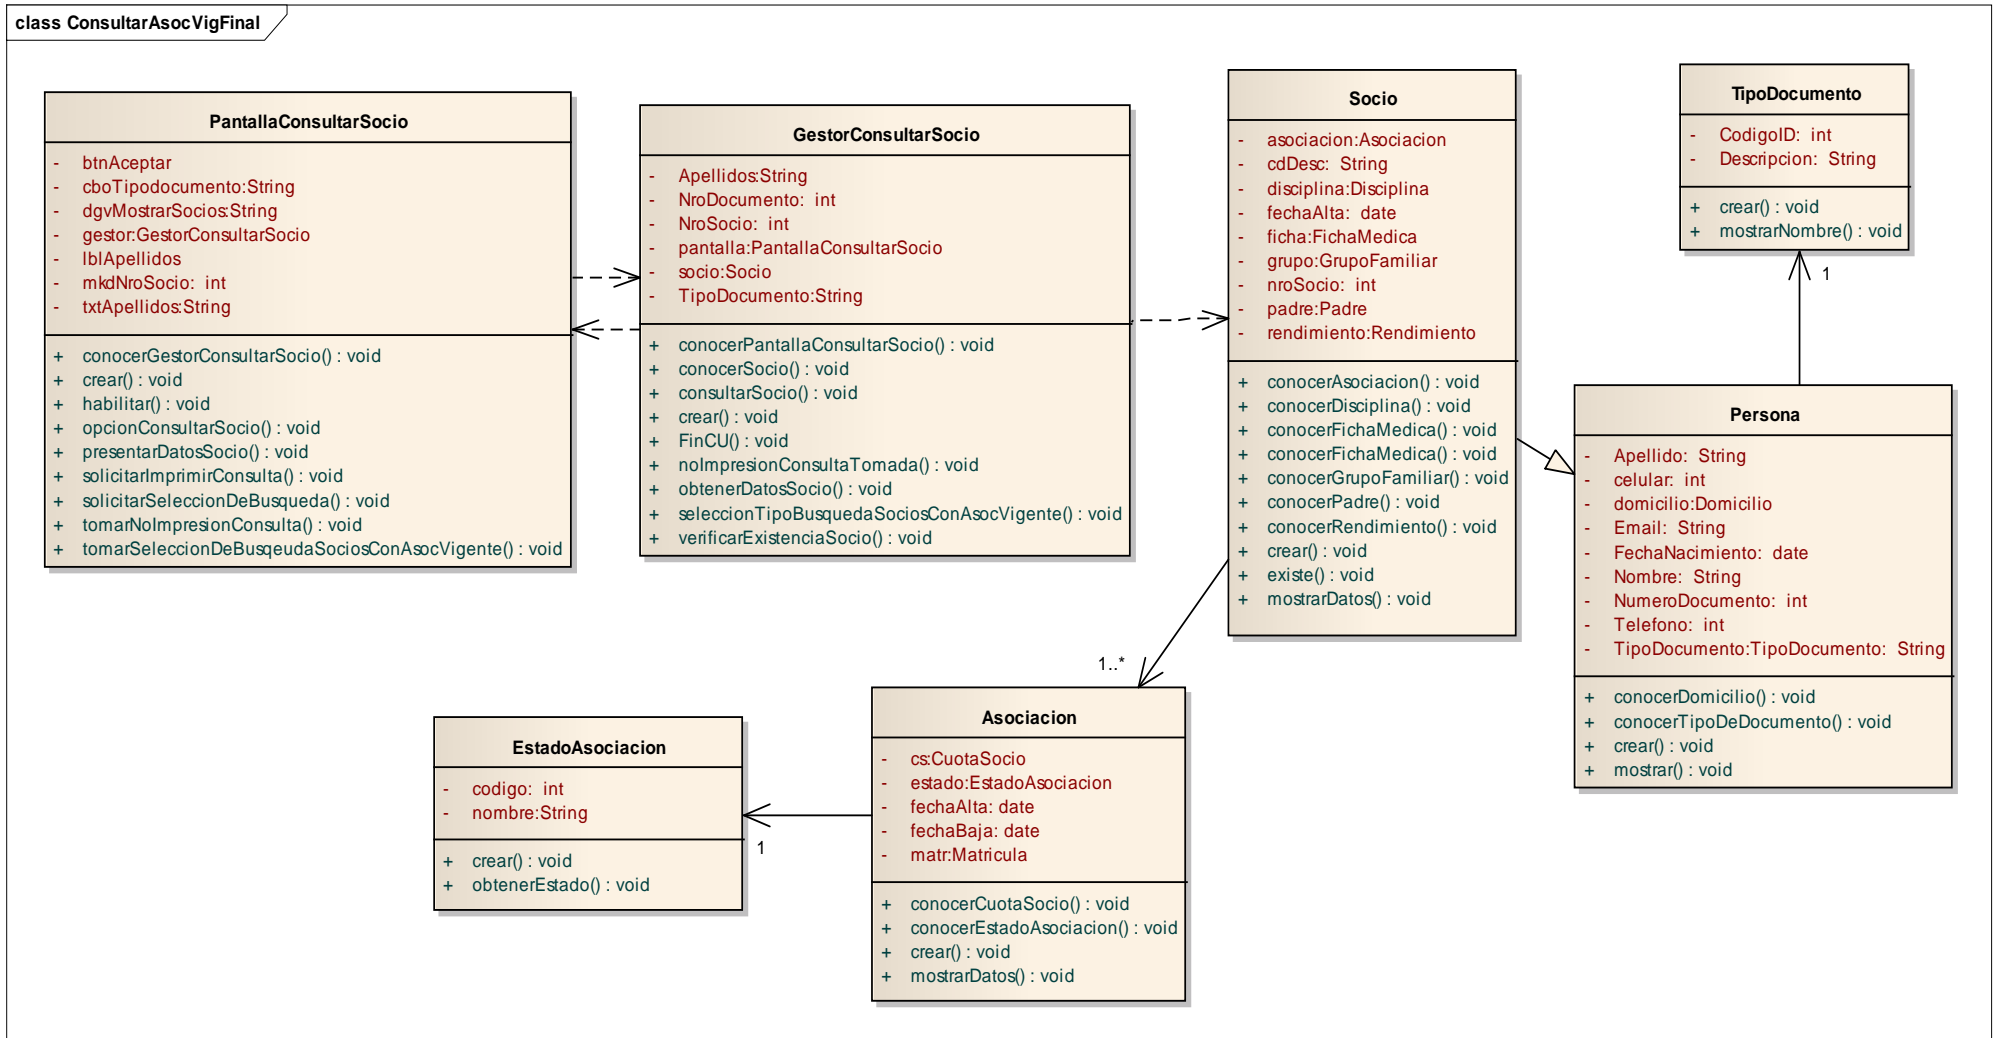 class ConsultarAsocVigFinal
PantallaConsultarSocio
- btnAceptar
- cboTipodocumento:String
- dgvMostrarSocios:String
- gestor:GestorConsultarSocio
- lblApellidos
- mkdNroSocio: int
- txtApellidos:String
+ conocerGestorConsultarSocio() : void
+ crear() : void
+ habilitar() : void
+ opcionConsultarSocio() : void
+ presentarDatosSocio() : void
+ solicitarImprimirConsulta() : void
+ solicitarSeleccionDeBusqueda() : void
+ tomarNoImpresionConsulta() : void
+ tomarSeleccionDeBusqeudaSociosConAsocVigente() : void
GestorConsultarSocio
- Apellidos:String
- NroDocumento: int
- NroSocio: int
- pantalla:PantallaConsultarSocio
- socio:Socio
- TipoDocumento:String
+ conocerPantallaConsultarSocio() : void
+ conocerSocio() : void
+ consultarSocio() : void
+ crear() : void
+ FinCU() : void
+ noImpresionConsultaTomada() : void
+ obtenerDatosSocio() : void
+ seleccionTipoBusquedaSociosConAsocVigente() : void
+ verificarExistenciaSocio() : void
Socio
- asociacion:Asociacion
- cdDesc: String
- disciplina:Disciplina
- fechaAlta: date
- ficha:FichaMedica
- grupo:GrupoFamiliar
- nroSocio: int
- padre:Padre
- rendimiento:Rendimiento
+ conocerAsociacion() : void
+ conocerDisciplina() : void
+ conocerFichaMedica() : void
+ conocerFichaMedica() : void
+ conocerGrupoFamiliar() : void
+ conocerPadre() : void
+ conocerRendimiento() : void
+ crear() : void
+ existe() : void
+ mostrarDatos() : void
TipoDocumento
- CodigoID: int
- Descripcion: String
+ crear() : void
+ mostrarNombre() : void
1
Persona
- Apellido: String
- celular: int
- domicilio:Domicilio
- Email: String
- FechaNacimiento: date
- Nombre: String
- NumeroDocumento: int
- Telefono: int
- TipoDocumento:TipoDocumento: String
+ conocerDomicilio() : void
+ conocerTipoDeDocumento() : void
+ crear() : void
+ mostrar() : void
1..*
Asociacion
- cs:CuotaSocio
- estado:EstadoAsociacion
- fechaAlta: date
- fechaBaja: date
- matr:Matricula
+ conocerCuotaSocio() : void
+ conocerEstadoAsociacion() : void
+ crear() : void
+ mostrarDatos() : void
EstadoAsociacion
- codigo: int
- nombre:String
+ crear() : void
+ obtenerEstado() : void
1